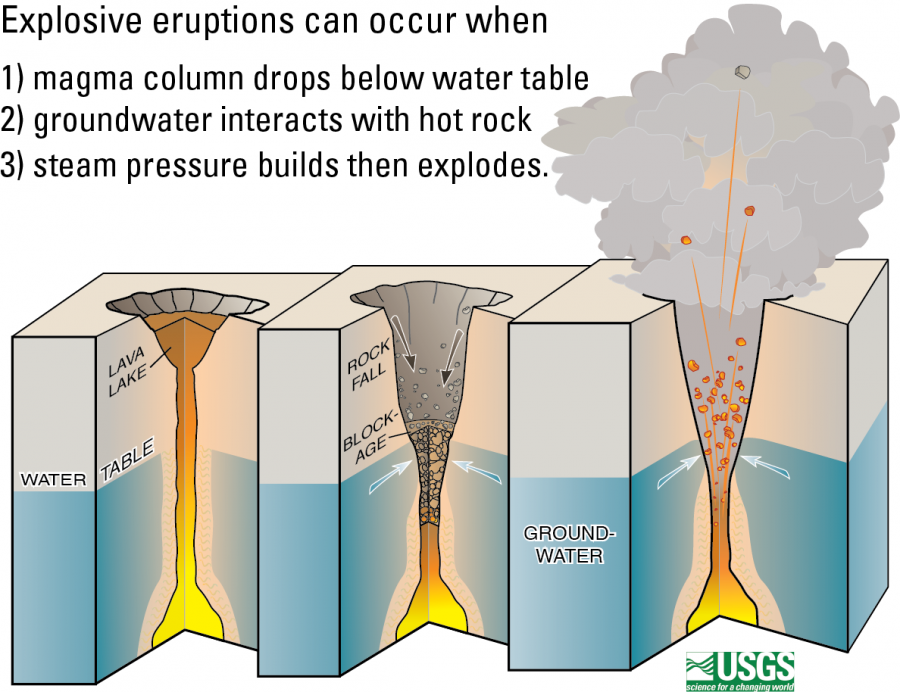 Explosive eruptions can occur when
1) magma column drops below water table
2) groundwater interacts with hot rock
3) steam pressure builds then explodes.
LAVA
LAKE
WATER TABLE
ROCK
FALL
BLOCK-
AGE
GROUND-
WATER
USGS
science for a changing world